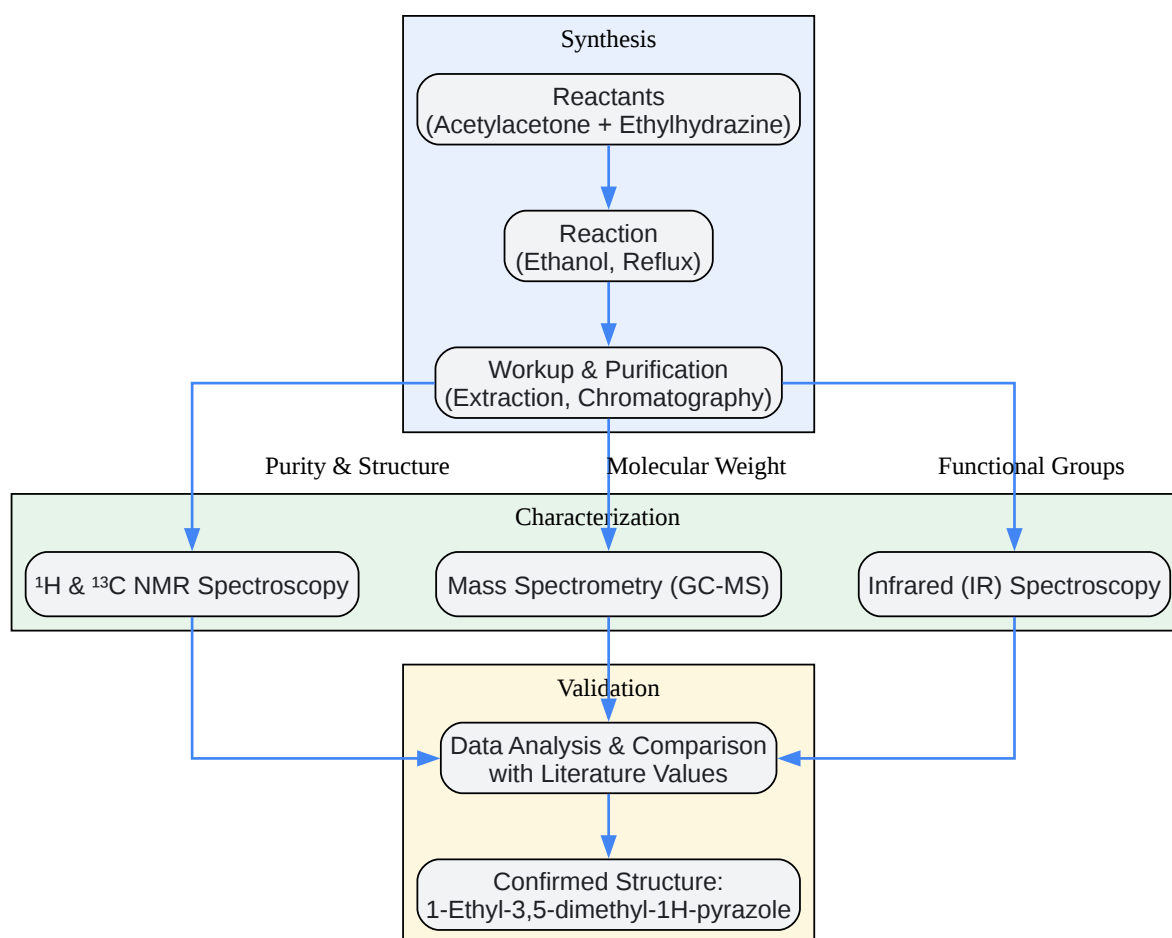 Synthesis
Reactants
(Acetylacetone + Ethylhydrazine)
Reaction
(Ethanol, Reflux)
Workup & Purification
(Extraction, Chromatography)
Purity & Structure
Molecular Weight
Functional Groups
Characterization
¹H & ¹³C NMR Spectroscopy
Mass Spectrometry (GC-MS)
Infrared (IR) Spectroscopy
Validation
Data Analysis & Comparison
with Literature Values
Confirmed Structure:
1-Ethyl-3,5-dimethyl-1H-pyrazole